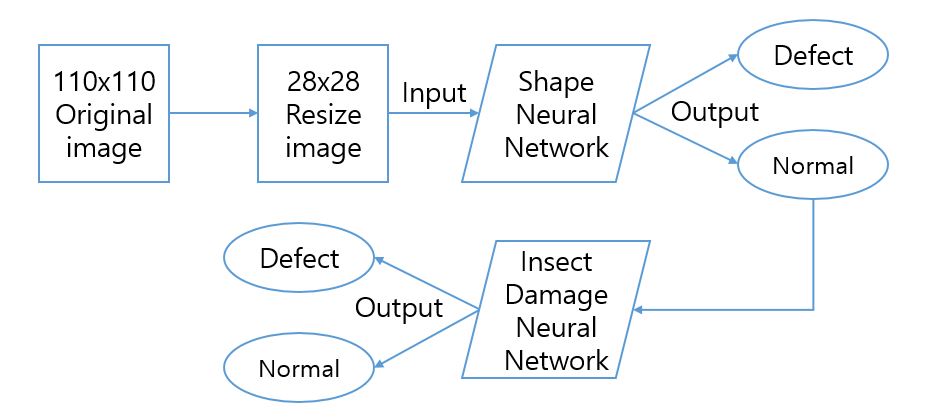 110x110
Original
image
28x28
Resize
image
Input
Shape
Neural
Network
Output
Defect
Normal
Defect
Output
Normal
Insect
Damage
Neural
Network